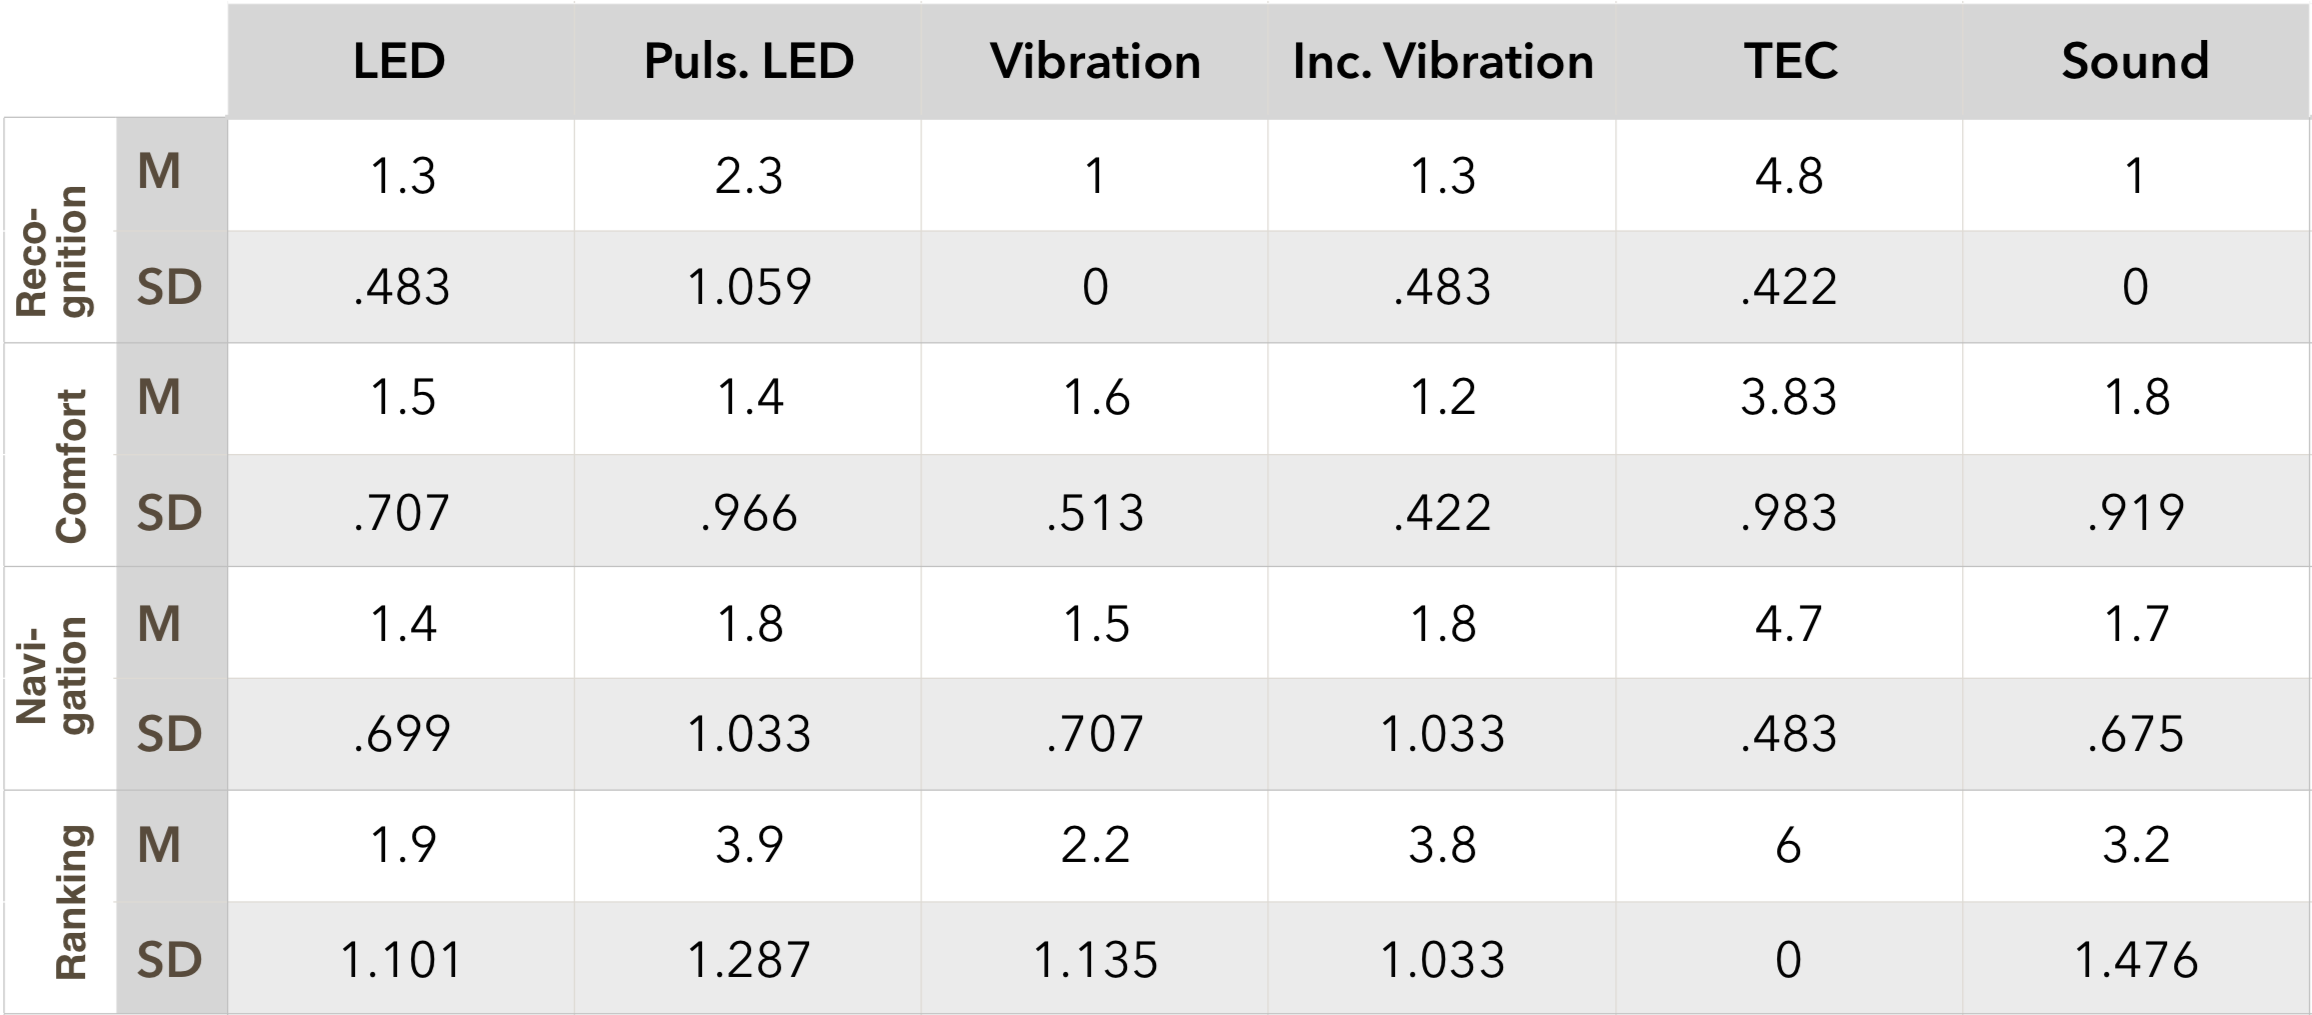 LED Puls. LED Vibration Inc. Vibration TEC Sound
Reco-
gnition
M 1.3 2.3 1 1.3 4.8 1
SD .483 1.059 0 .483 .422 0
Comfort
M 1.5 1.4 1.6 1.2 3.83 1.8
SD .707 .966 .513 .422 .983 .919
Navi-
gation
M 1.4 1.8 1.5 1.8 4.7 1.7
SD .699 1.033 .707 1.033 .483 .675
Ranking
M 1.9 3.9 2.2 3.8 6 3.2
SD 1.101 1.287 1.135 1.033 0 1.476